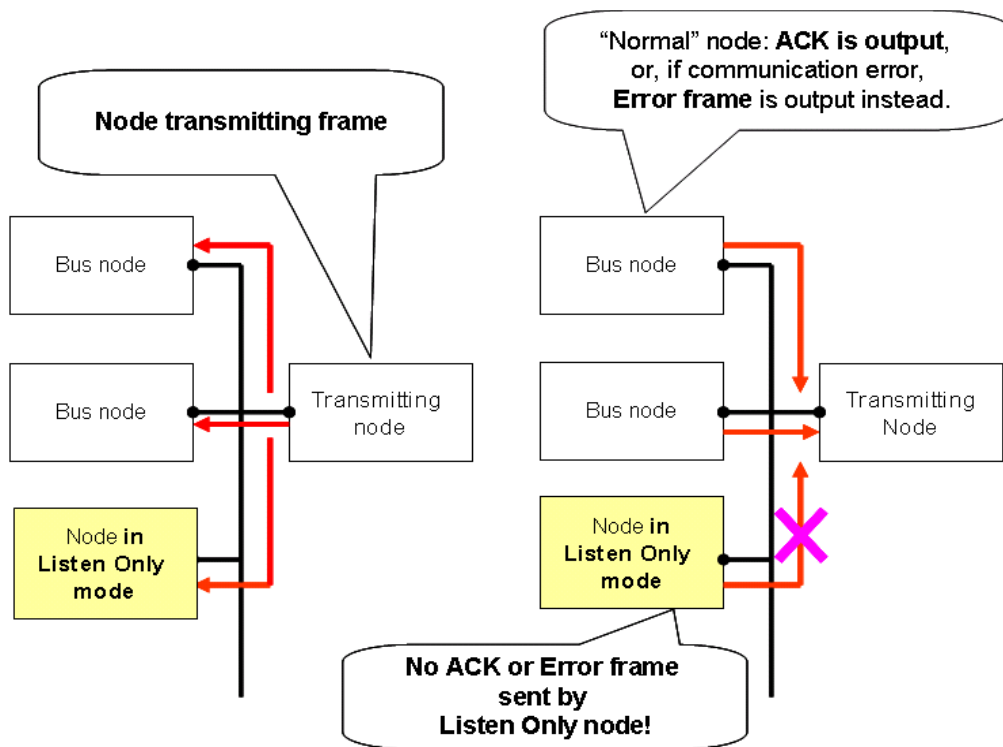 Node transmitting frame
Bus node
Bus node
Transmitting
node
Node in
Listen Only
mode
“Normal” node: ACK is output,
or, if communication error,
Error frame is output instead.
Bus node
Bus node
Transmitting
Node
Node in
Listen Only
mode
No ACK or Error frame
sent by
Listen Only node!